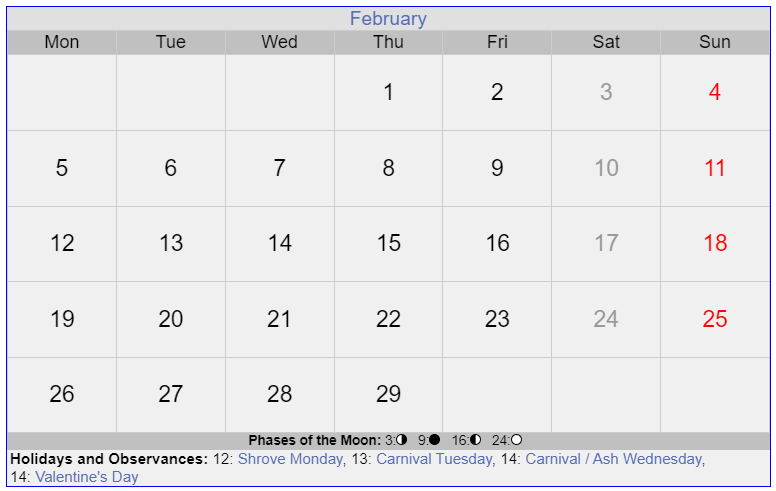 February
Mon Tue Wed Thu Fri Sat Sun
1 2 3 4
5 6 7 8 9 10 11
12 13 14 15 16 17 18
19 20 21 22 23 24 25
26 27 28 29
Phases of the Moon: 3: 9: 16: 24:
Holidays and Observances: 12: Shrove Monday, 13: Carnival Tuesday, 14: Carnival / Ash Wednesday,
14: Valentine's Day